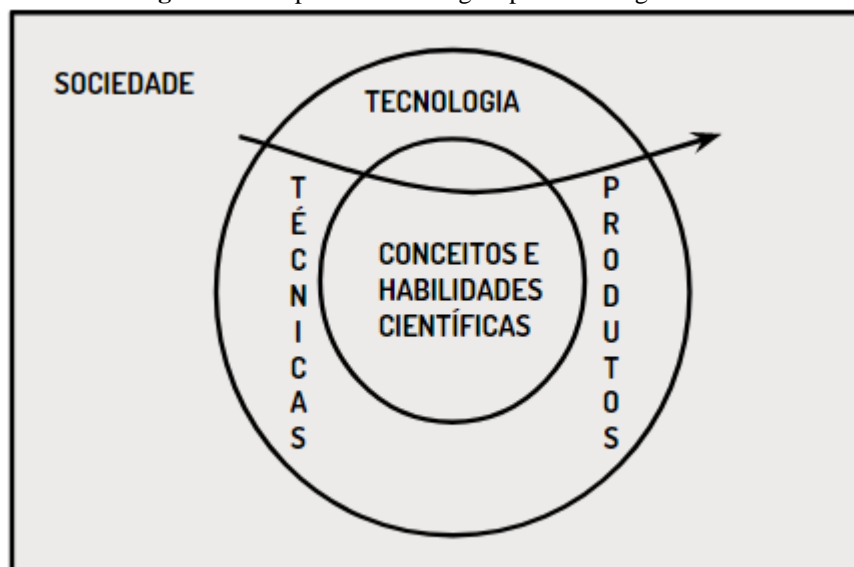 SOCIEDADE
TECNOLOGIA
TÉCNICAS
CONCEITOS E
HABILIDADES
CIENTÍFICAS
PRODUTOS